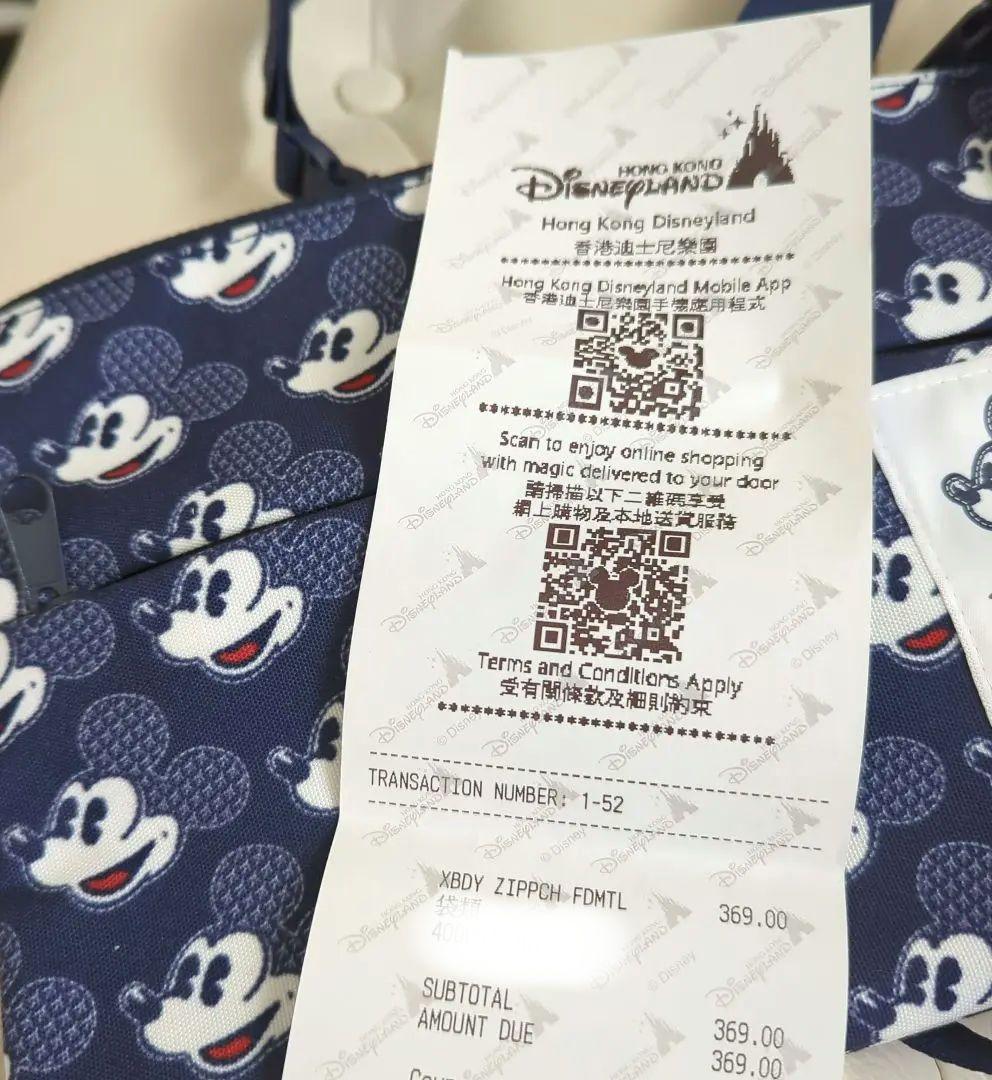 HONG KONG
DISNEYLAND
Hong Kong Disneyland
香港迪士尼樂園
Hong Kong Disneyland Mobile App
香港迪士尼樂園手機應用程式
Scan to enjoy online shopping
with magic delivered to your door
請掃描以下二維碼享受
網上購物及本地送貨服務
Terms and Conditions Apply
受有關條款及細則約束
TRANSACTION NUMBER: 1-52
XBDY ZIPPCH FDMTL 369.00
袋類
400
SUBTOTAL 369.00
AMOUNT DUE 369.00